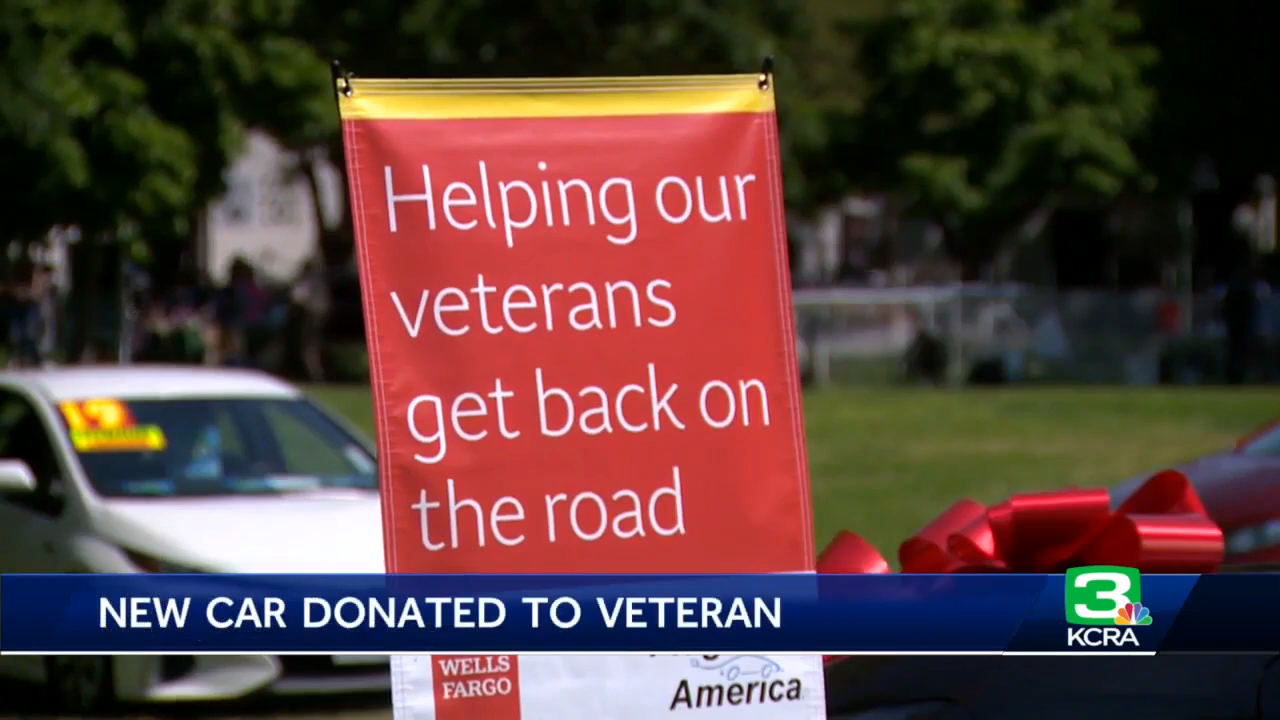 Helping our
veterans
get back on
the road
NEW CAR DONATED TO VETERAN
3
KCRA
WELLS
FARGO
America